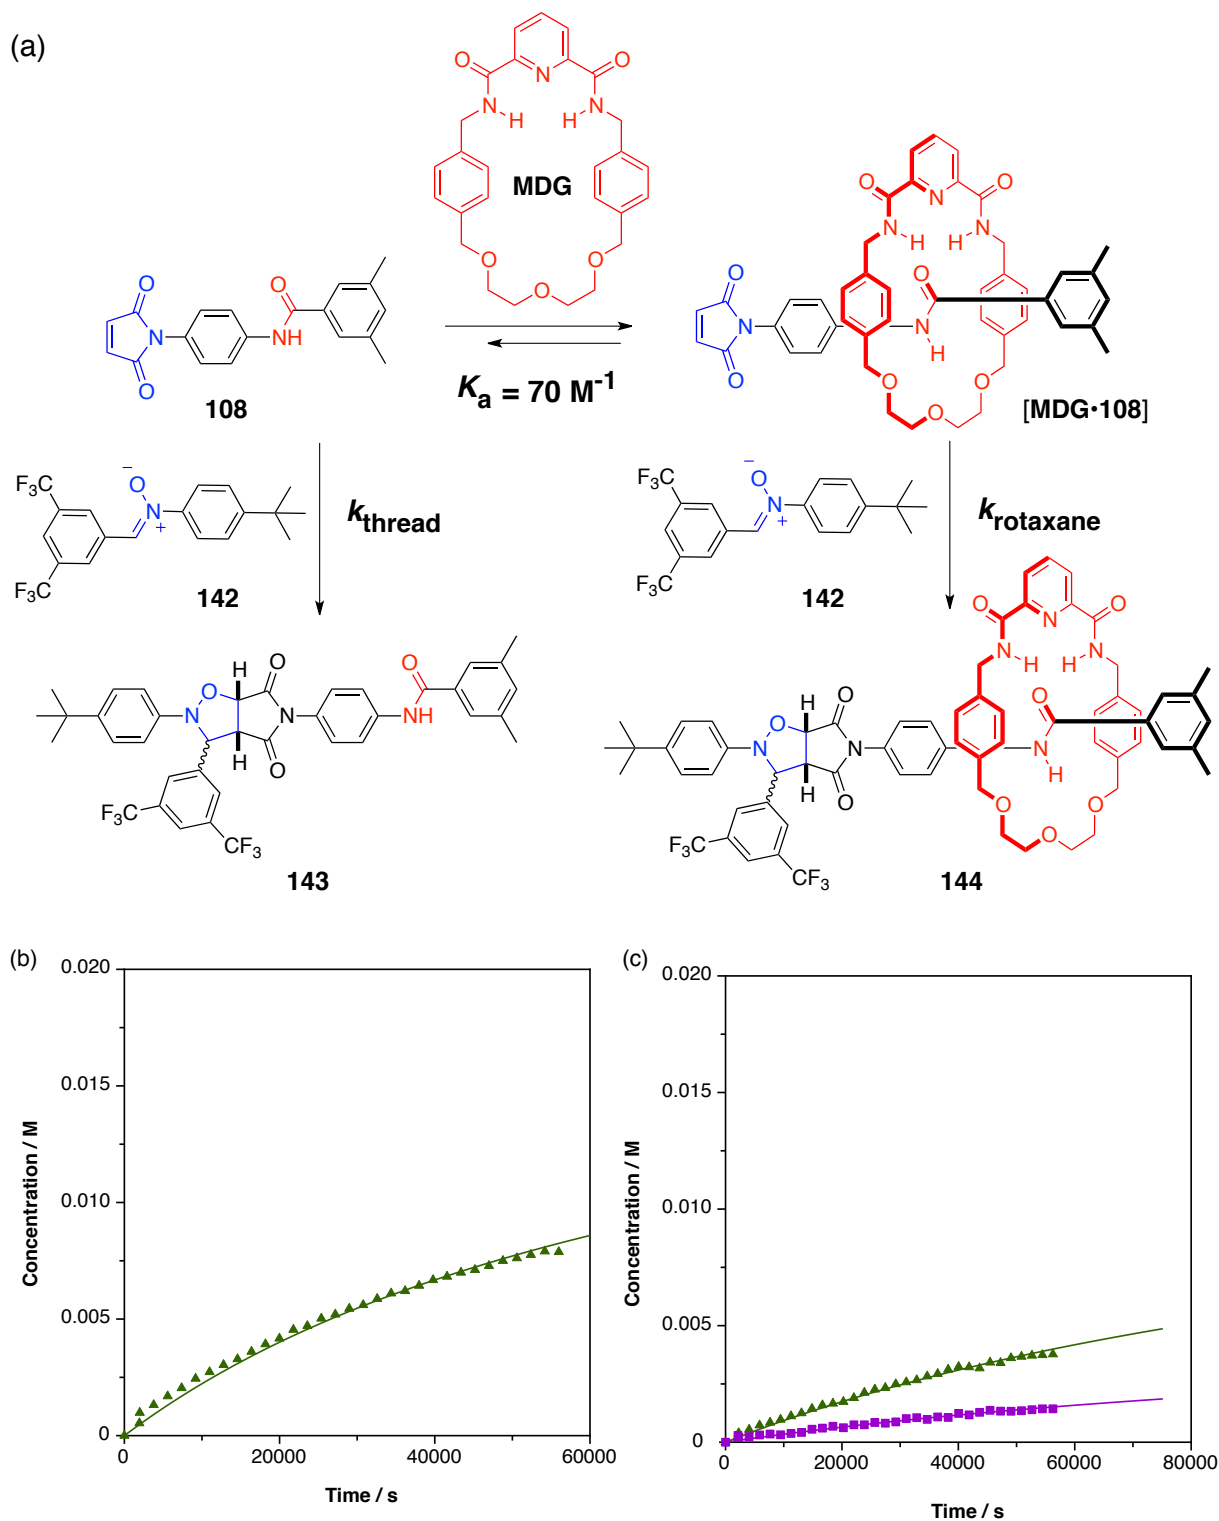 (a)
O
N
O
N
H
H
N
MDG
O
O
O
O
N
O
O
NH
108
Kₐ = 70 M⁻¹
O
N
O
N
H
H
N
O
N
O
O
N
H
O
O
O
[MDG•108]
F₃C
F₃C
−
O
N
+
142
kthread
F₃C
F₃C
−
O
N
+
142
krotaxane
H
O
N
H
O
N
O
O
NH
F₃C
CF₃
143
O
N
O
N
H
H
N
H
O
N
H
O
N
O
O
N
H
O
O
O
F₃C
CF₃
144
(b)
0.020
0.015
0.010
0.005
0
Concentration / M
0
20000
40000
60000
Time / s
(c)
0.020
0.015
0.010
0.005
0
Concentration / M
0
20000
40000
60000
80000
Time / s